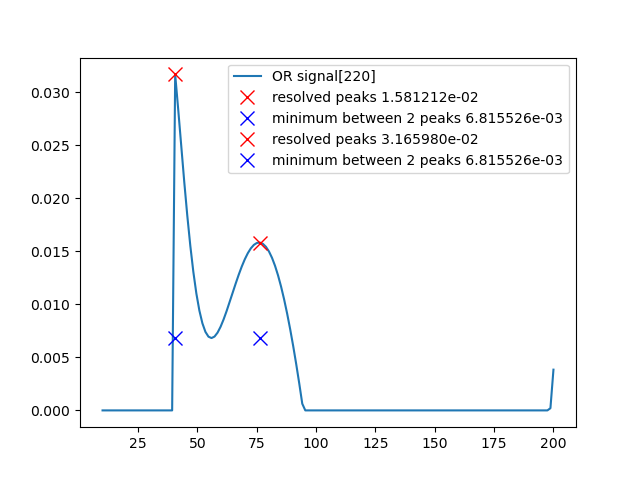 OR signal[220]
resolved peaks 1.581212e-02
minimum between 2 peaks 6.815526e-03
resolved peaks 3.165980e-02
minimum between 2 peaks 6.815526e-03
0.030
0.025
0.020
0.015
0.010
0.005
0.000
25 50 75 100 125 150 175 200